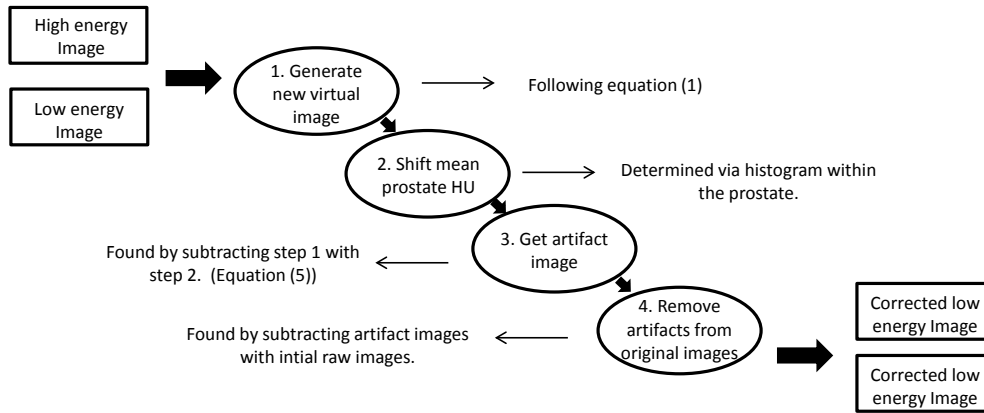 High energy
Image
Low energy
Image
1. Generate
new virtual
image
Following equation (1)
2. Shift mean
prostate HU
Determined via histogram within
the prostate.
3. Get artifact
image
Found by subtracting step 1 with
step 2.  (Equation (5))
4. Remove
artifacts from
original images
Found by subtracting artifact images
with intial raw images.
Corrected low
energy Image
Corrected low
energy Image